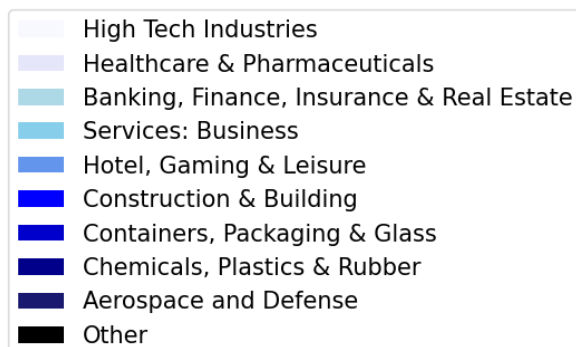 High Tech Industries
Healthcare & Pharmaceuticals
Banking, Finance, Insurance & Real Estate
Services: Business
Hotel, Gaming & Leisure
Construction & Building
Containers, Packaging & Glass
Chemicals, Plastics & Rubber
Aerospace and Defense
Other